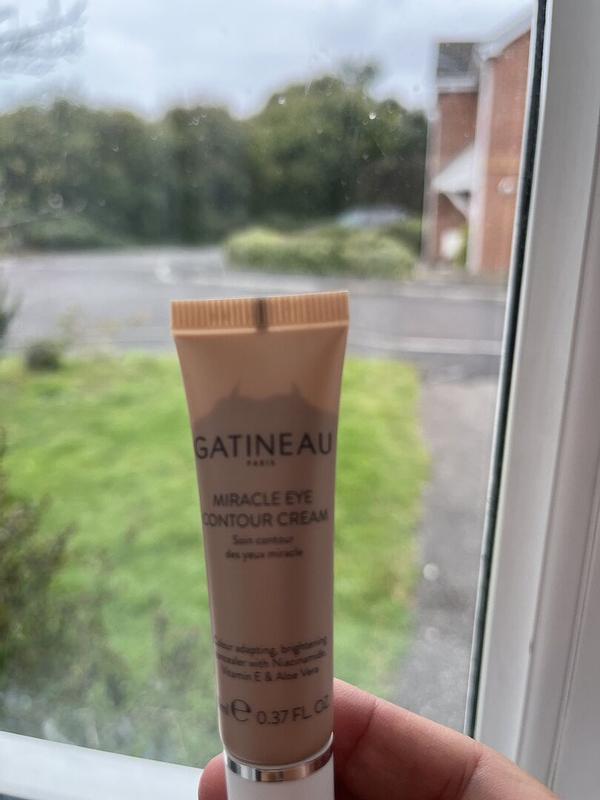 GATINEAU
PARIS
MIRACLE EYE
CONTOUR CREAM
Soin contour
des yeux miracle
adapting, brightening
concealer with Niacinamide,
Vitamin E & Aloe Vera
ml e 0.37 FL. OZ